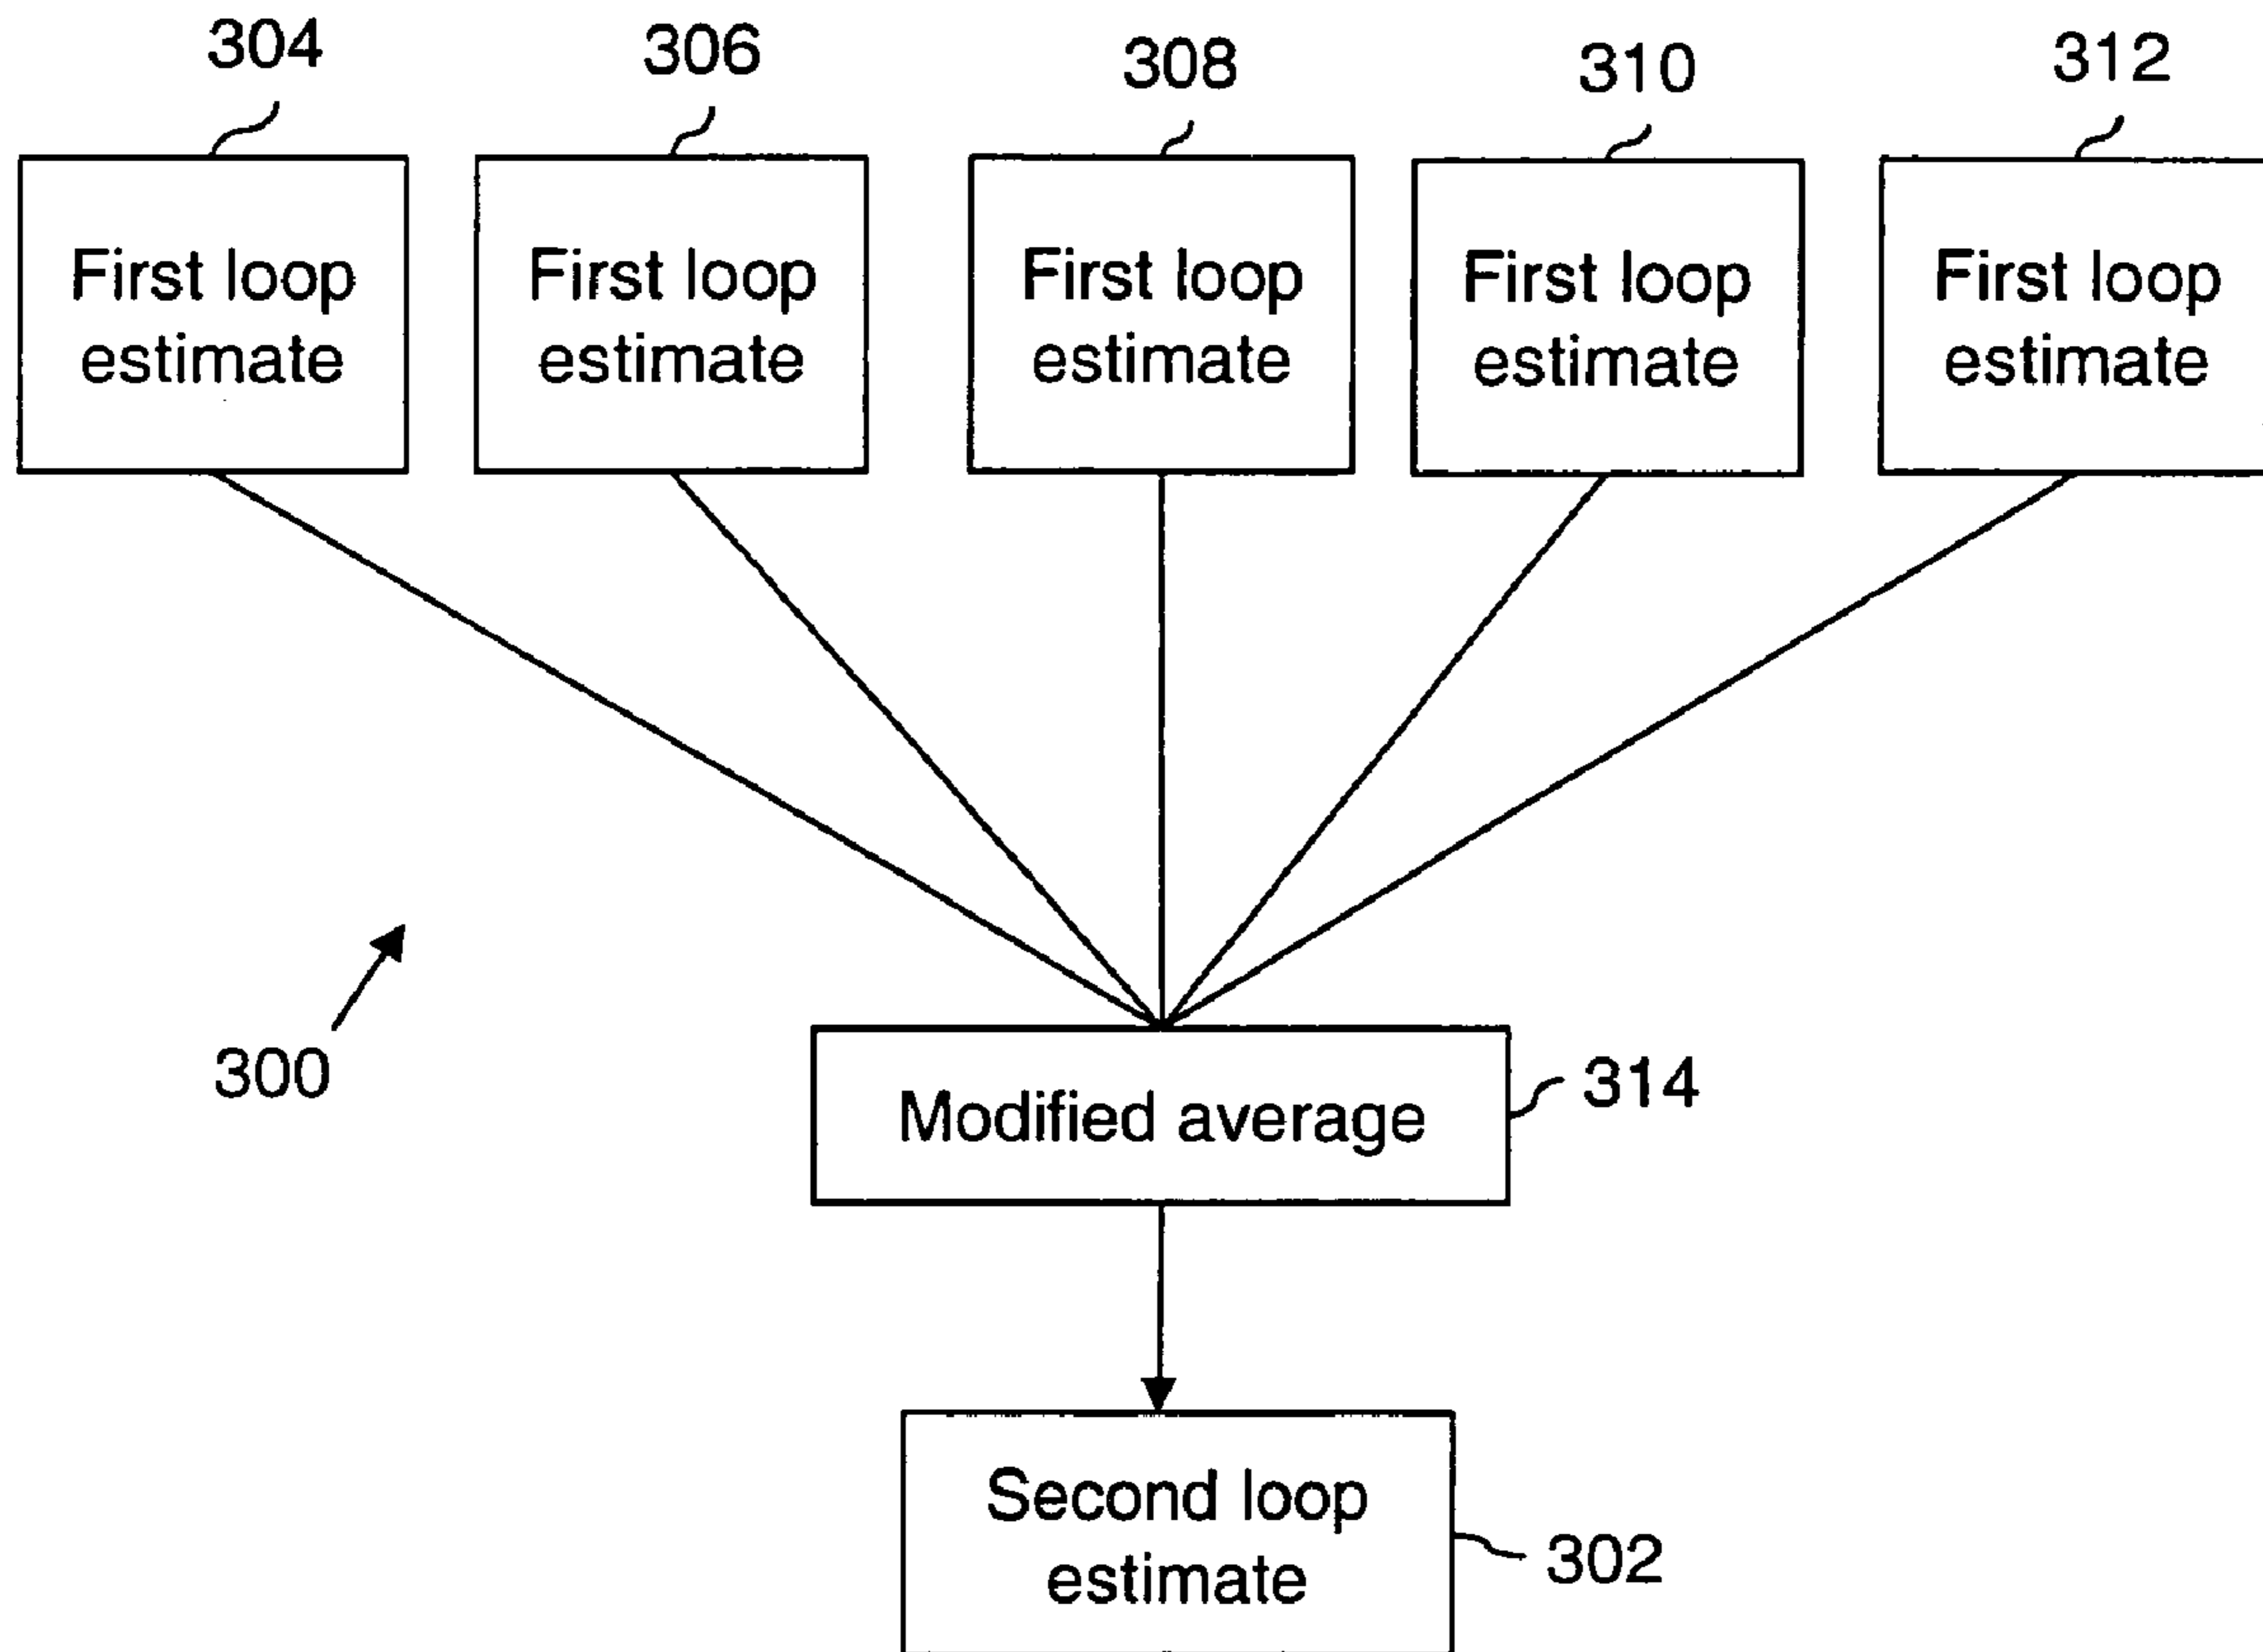 304
306
308
310
312
First loop
estimate
First loop
estimate
First loop
estimate
First loop
estimate
First loop
estimate
300
Modified average
314
Second loop
estimate
302